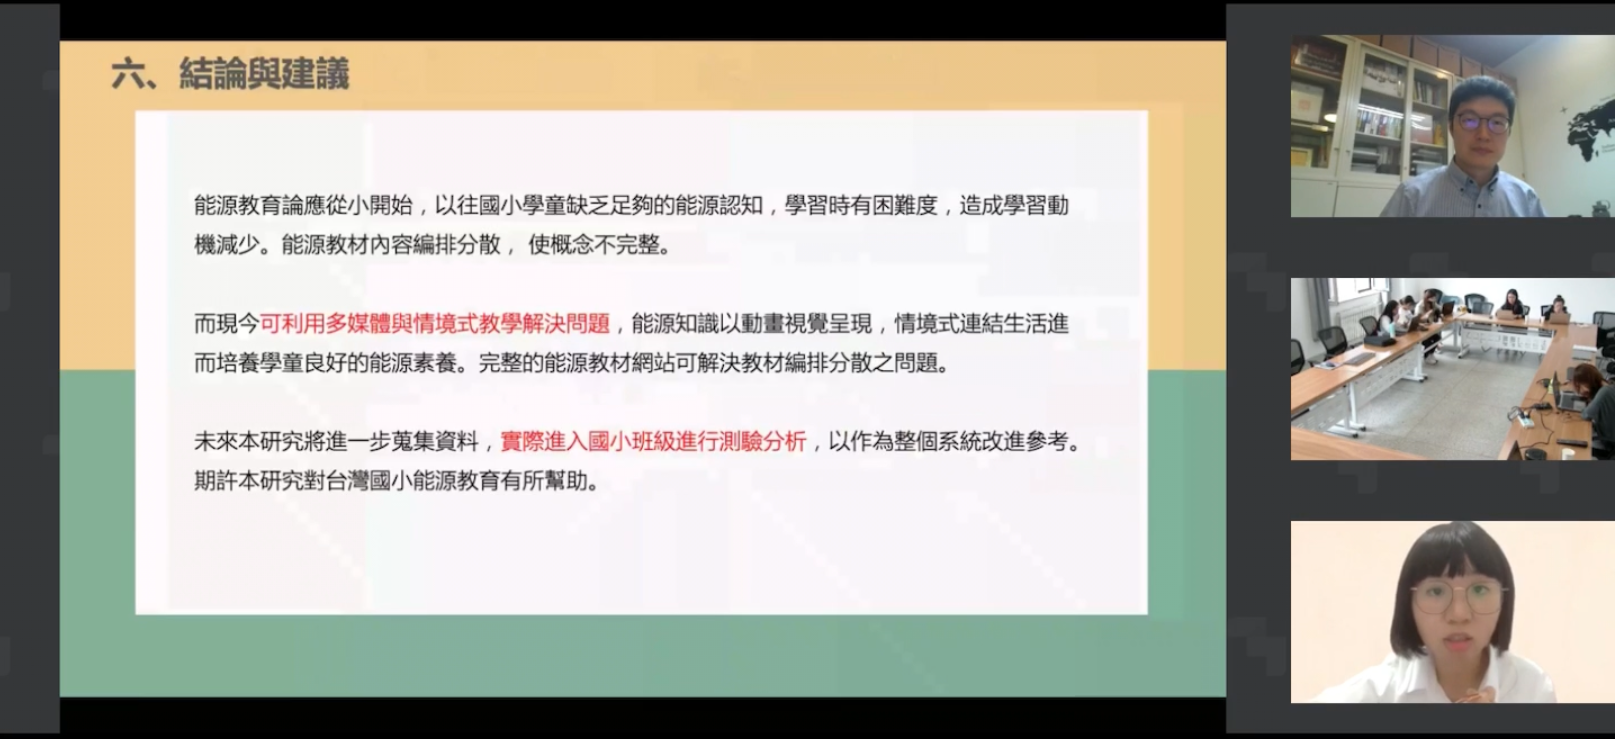 六、結論與建議
能源教育論應從小開始，以往國小學童缺乏足夠的能源認知，學習時有困難度，造成學習動
機減少。能源教材內容編排分散， 使概念不完整。
而現今可利用多媒體與情境式教學解決問題，能源知識以動畫視覺呈現，情境式連結生活進
而培養學童良好的能源素養。完整的能源教材網站可解決教材編排分散之問題。
未來本研究將進一步蒐集資料，實際進入國小班級進行測驗分析，以作為整個系統改進參考。
期許本研究對台灣國小能源教育有所幫助。